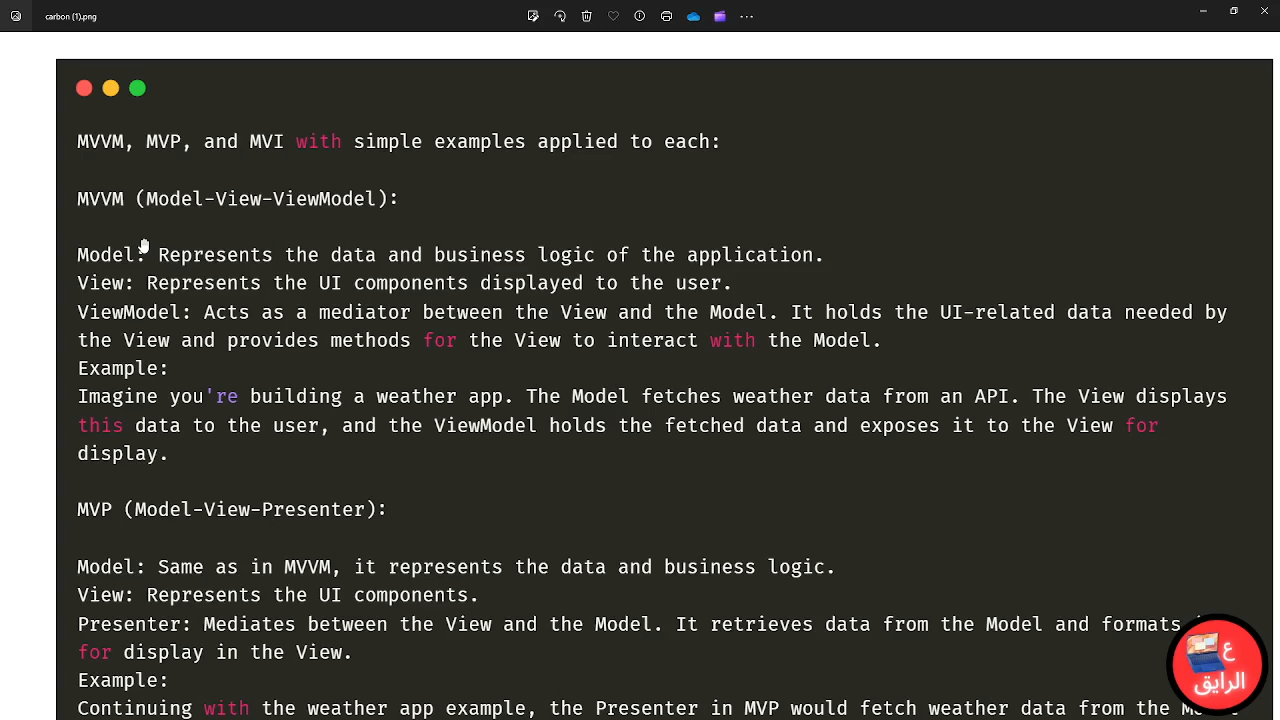 carbon (1).png
MVVM, MVP, and MVI with simple examples applied to each:
MVVM (Model-View-ViewModel):
Model: Represents the data and business logic of the application.
View: Represents the UI components displayed to the user.
ViewModel: Acts as a mediator between the View and the Model. It holds the UI-related data needed by
the View and provides methods for the View to interact with the Model.
Example:
Imagine you're building a weather app. The Model fetches weather data from an API. The View displays
this data to the user, and the ViewModel holds the fetched data and exposes it to the View for
display.
MVP (Model-View-Presenter):
Model: Same as in MVVM, it represents the data and business logic.
View: Represents the UI components.
Presenter: Mediates between the View and the Model. It retrieves data from the Model and formats
for display in the View.
Example:
Continuing with the weather app example, the Presenter in MVP would fetch weather data from the
ع
الرايق